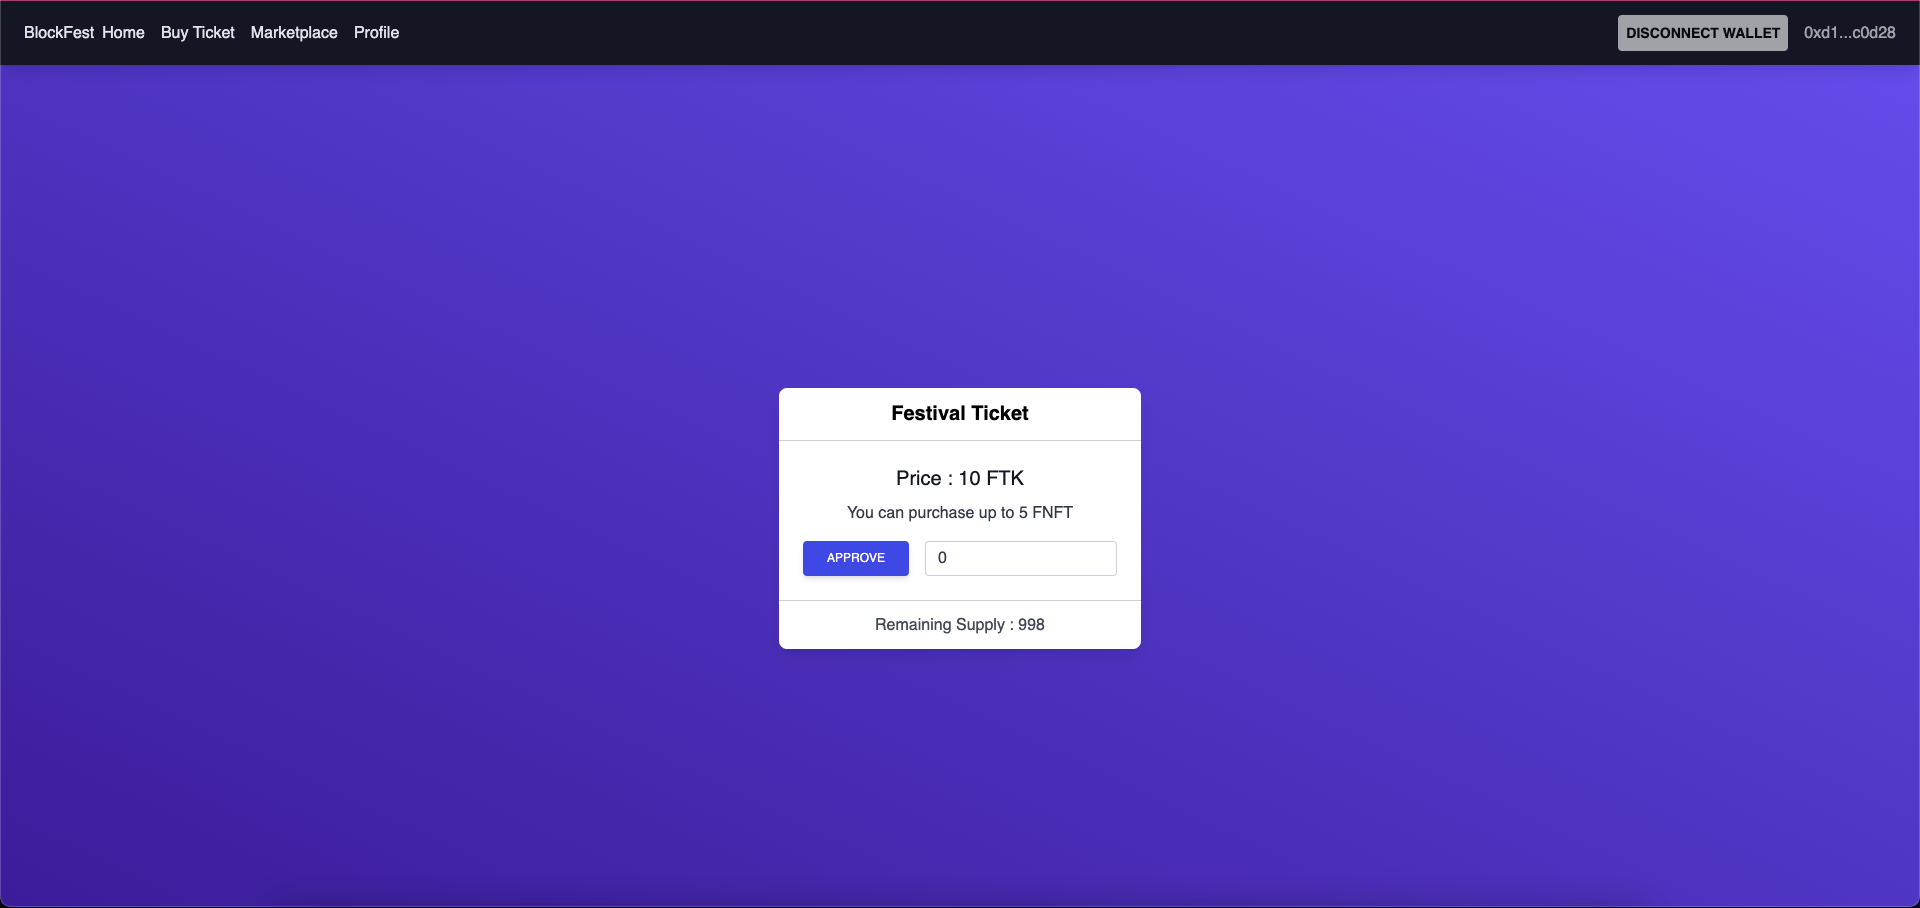 BlockFest Home Buy Ticket Marketplace Profile DISCONNECT WALLET 0xd1...c0d28
Festival Ticket
Price : 10 FTK
You can purchase up to 5 FNFT
APPROVE 0
Remaining Supply : 998